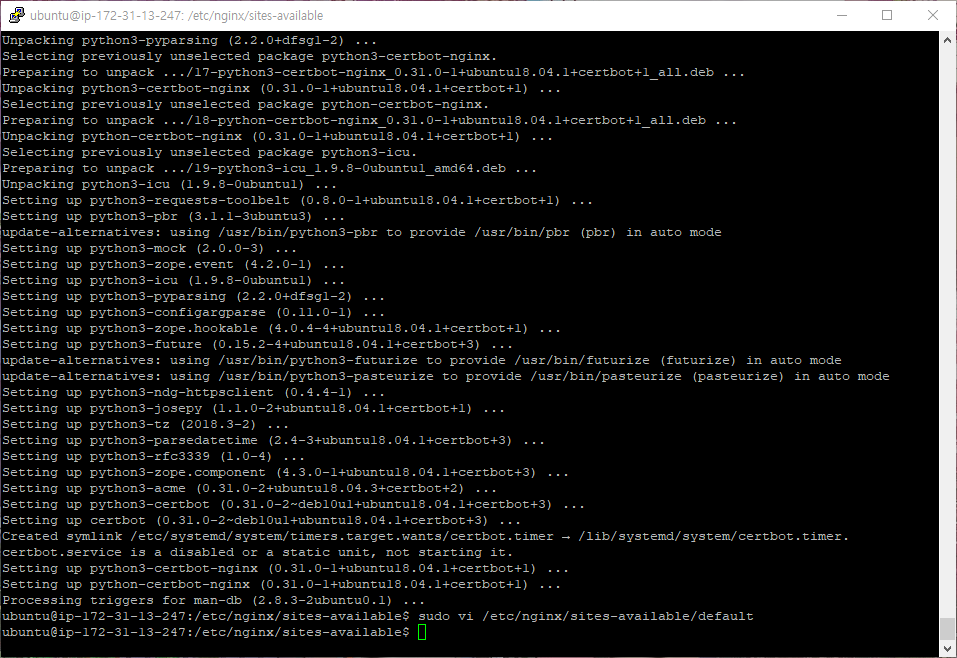 ubuntu@ip-172-31-13-247: /etc/nginx/sites-available
Unpacking python3-pyparsing (2.2.0+dfsg1-2) ...
Selecting previously unselected package python3-certbot-nginx.
Preparing to unpack .../17-python3-certbot-nginx_0.31.0-1+ubuntu18.04.1+certbot+1_all.deb ...
Unpacking python3-certbot-nginx (0.31.0-1+ubuntu18.04.1+certbot+1) ...
Selecting previously unselected package python-certbot-nginx.
Preparing to unpack .../18-python-certbot-nginx_0.31.0-1+ubuntu18.04.1+certbot+1_all.deb ...
Unpacking python-certbot-nginx (0.31.0-1+ubuntu18.04.1+certbot+1) ...
Selecting previously unselected package python3-icu.
Preparing to unpack .../19-python3-icu_1.9.8-0ubuntu1_amd64.deb ...
Unpacking python3-icu (1.9.8-0ubuntu1) ...
Setting up python3-requests-toolbelt (0.8.0-1+ubuntu18.04.1+certbot+1) ...
Setting up python3-pbr (3.1.1-3ubuntu3) ...
update-alternatives: using /usr/bin/python3-pbr to provide /usr/bin/pbr (pbr) in auto mode
Setting up python3-mock (2.0.0-3) ...
Setting up python3-zope.event (4.2.0-1) ...
Setting up python3-icu (1.9.8-0ubuntu1) ...
Setting up python3-pyparsing (2.2.0+dfsg1-2) ...
Setting up python3-configargparse (0.11.0-1) ...
Setting up python3-zope.hookable (4.0.4-4+ubuntu18.04.1+certbot+1) ...
Setting up python3-future (0.15.2-4+ubuntu18.04.1+certbot+3) ...
update-alternatives: using /usr/bin/python3-futurize to provide /usr/bin/futurize (futurize) in auto mode
update-alternatives: using /usr/bin/python3-pasteurize to provide /usr/bin/pasteurize (pasteurize) in auto mode
Setting up python3-ndg-httpsclient (0.4.4-1) ...
Setting up python3-josepy (1.1.0-2+ubuntu18.04.1+certbot+1) ...
Setting up python3-tz (2018.3-2) ...
Setting up python3-parsedatetime (2.4-3+ubuntu18.04.1+certbot+3) ...
Setting up python3-rfc3339 (1.0-4) ...
Setting up python3-zope.component (4.3.0-1+ubuntu18.04.1+certbot+3) ...
Setting up python3-acme (0.31.0-2+ubuntu18.04.3+certbot+2) ...
Setting up python3-certbot (0.31.0-2~deb10u1+ubuntu18.04.1+certbot+3) ...
Setting up certbot (0.31.0-2~deb10u1+ubuntu18.04.1+certbot+3) ...
Created symlink /etc/systemd/system/timers.target.wants/certbot.timer → /lib/systemd/system/certbot.timer.
certbot.service is a disabled or a static unit, not starting it.
Setting up python3-certbot-nginx (0.31.0-1+ubuntu18.04.1+certbot+1) ...
Setting up python-certbot-nginx (0.31.0-1+ubuntu18.04.1+certbot+1) ...
Processing triggers for man-db (2.8.3-2ubuntu0.1) ...
ubuntu@ip-172-31-13-247:/etc/nginx/sites-available$ sudo vi /etc/nginx/sites-available/default
ubuntu@ip-172-31-13-247:/etc/nginx/sites-available$